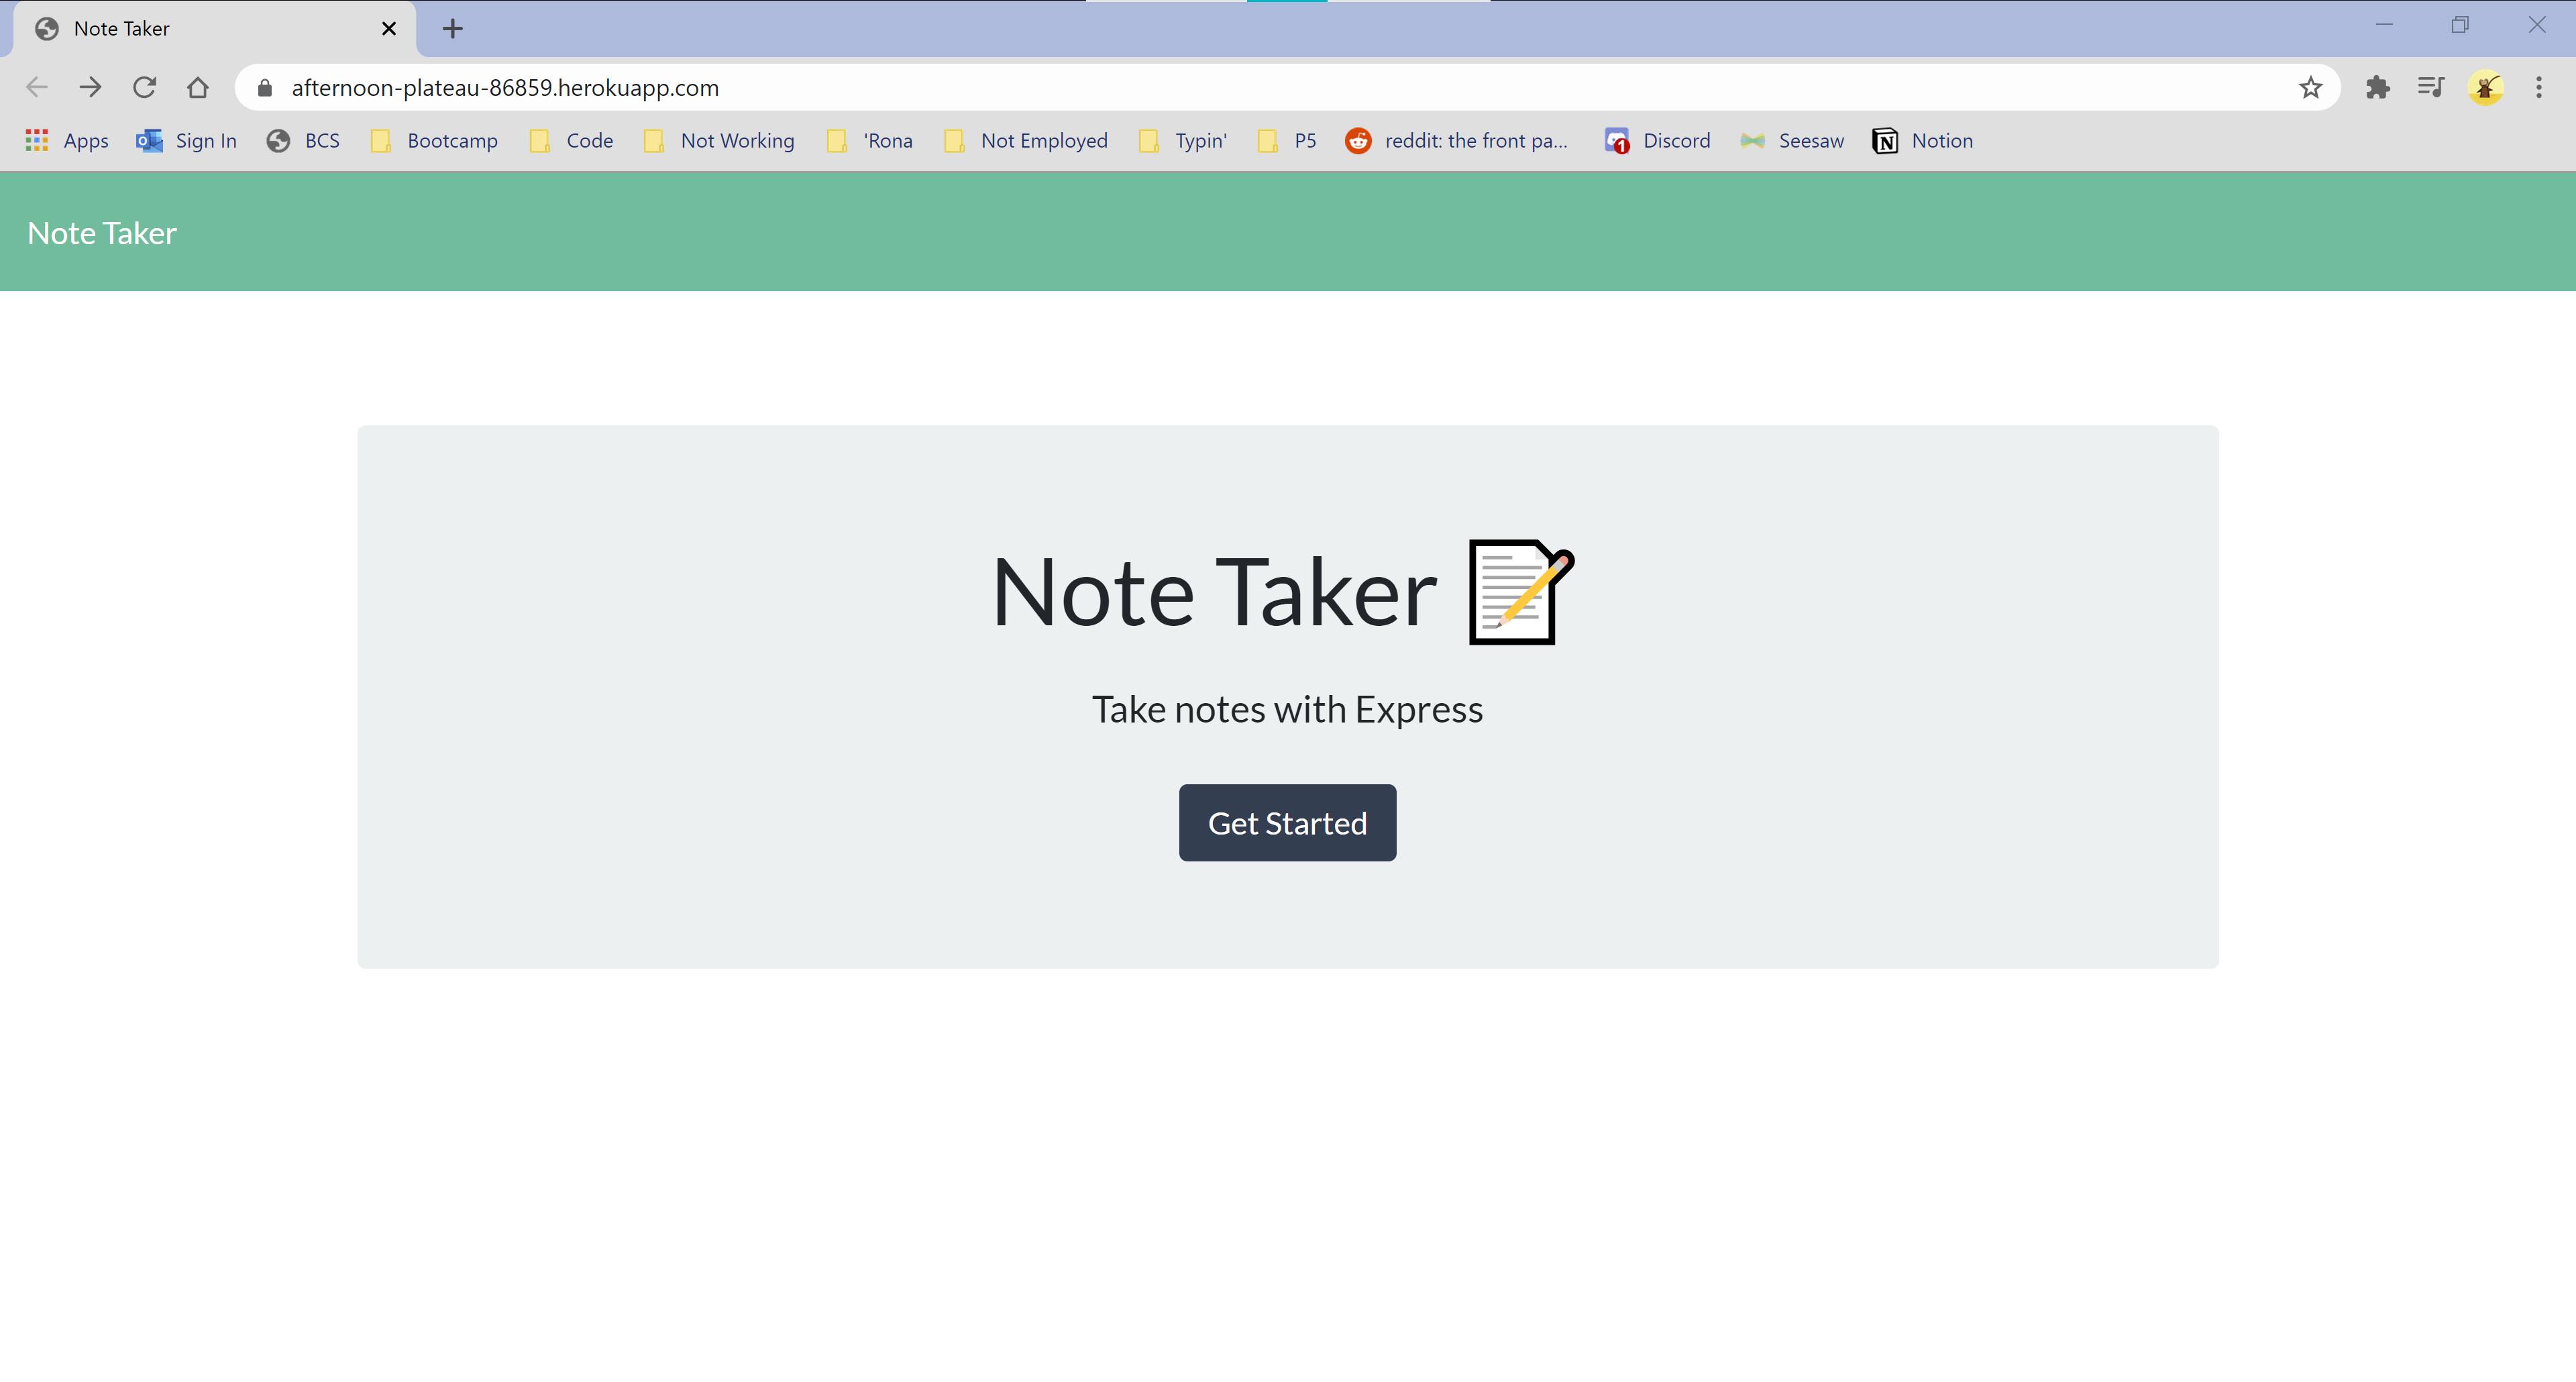 Note Taker
afternoon-plateau-86859.herokuapp.com
Apps Sign In BCS Bootcamp Code Not Working 'Rona Not Employed Typin' P5 reddit: the front pa... 1 Discord Seesaw N Notion
Note Taker
Note Taker
Take notes with Express
Get Started